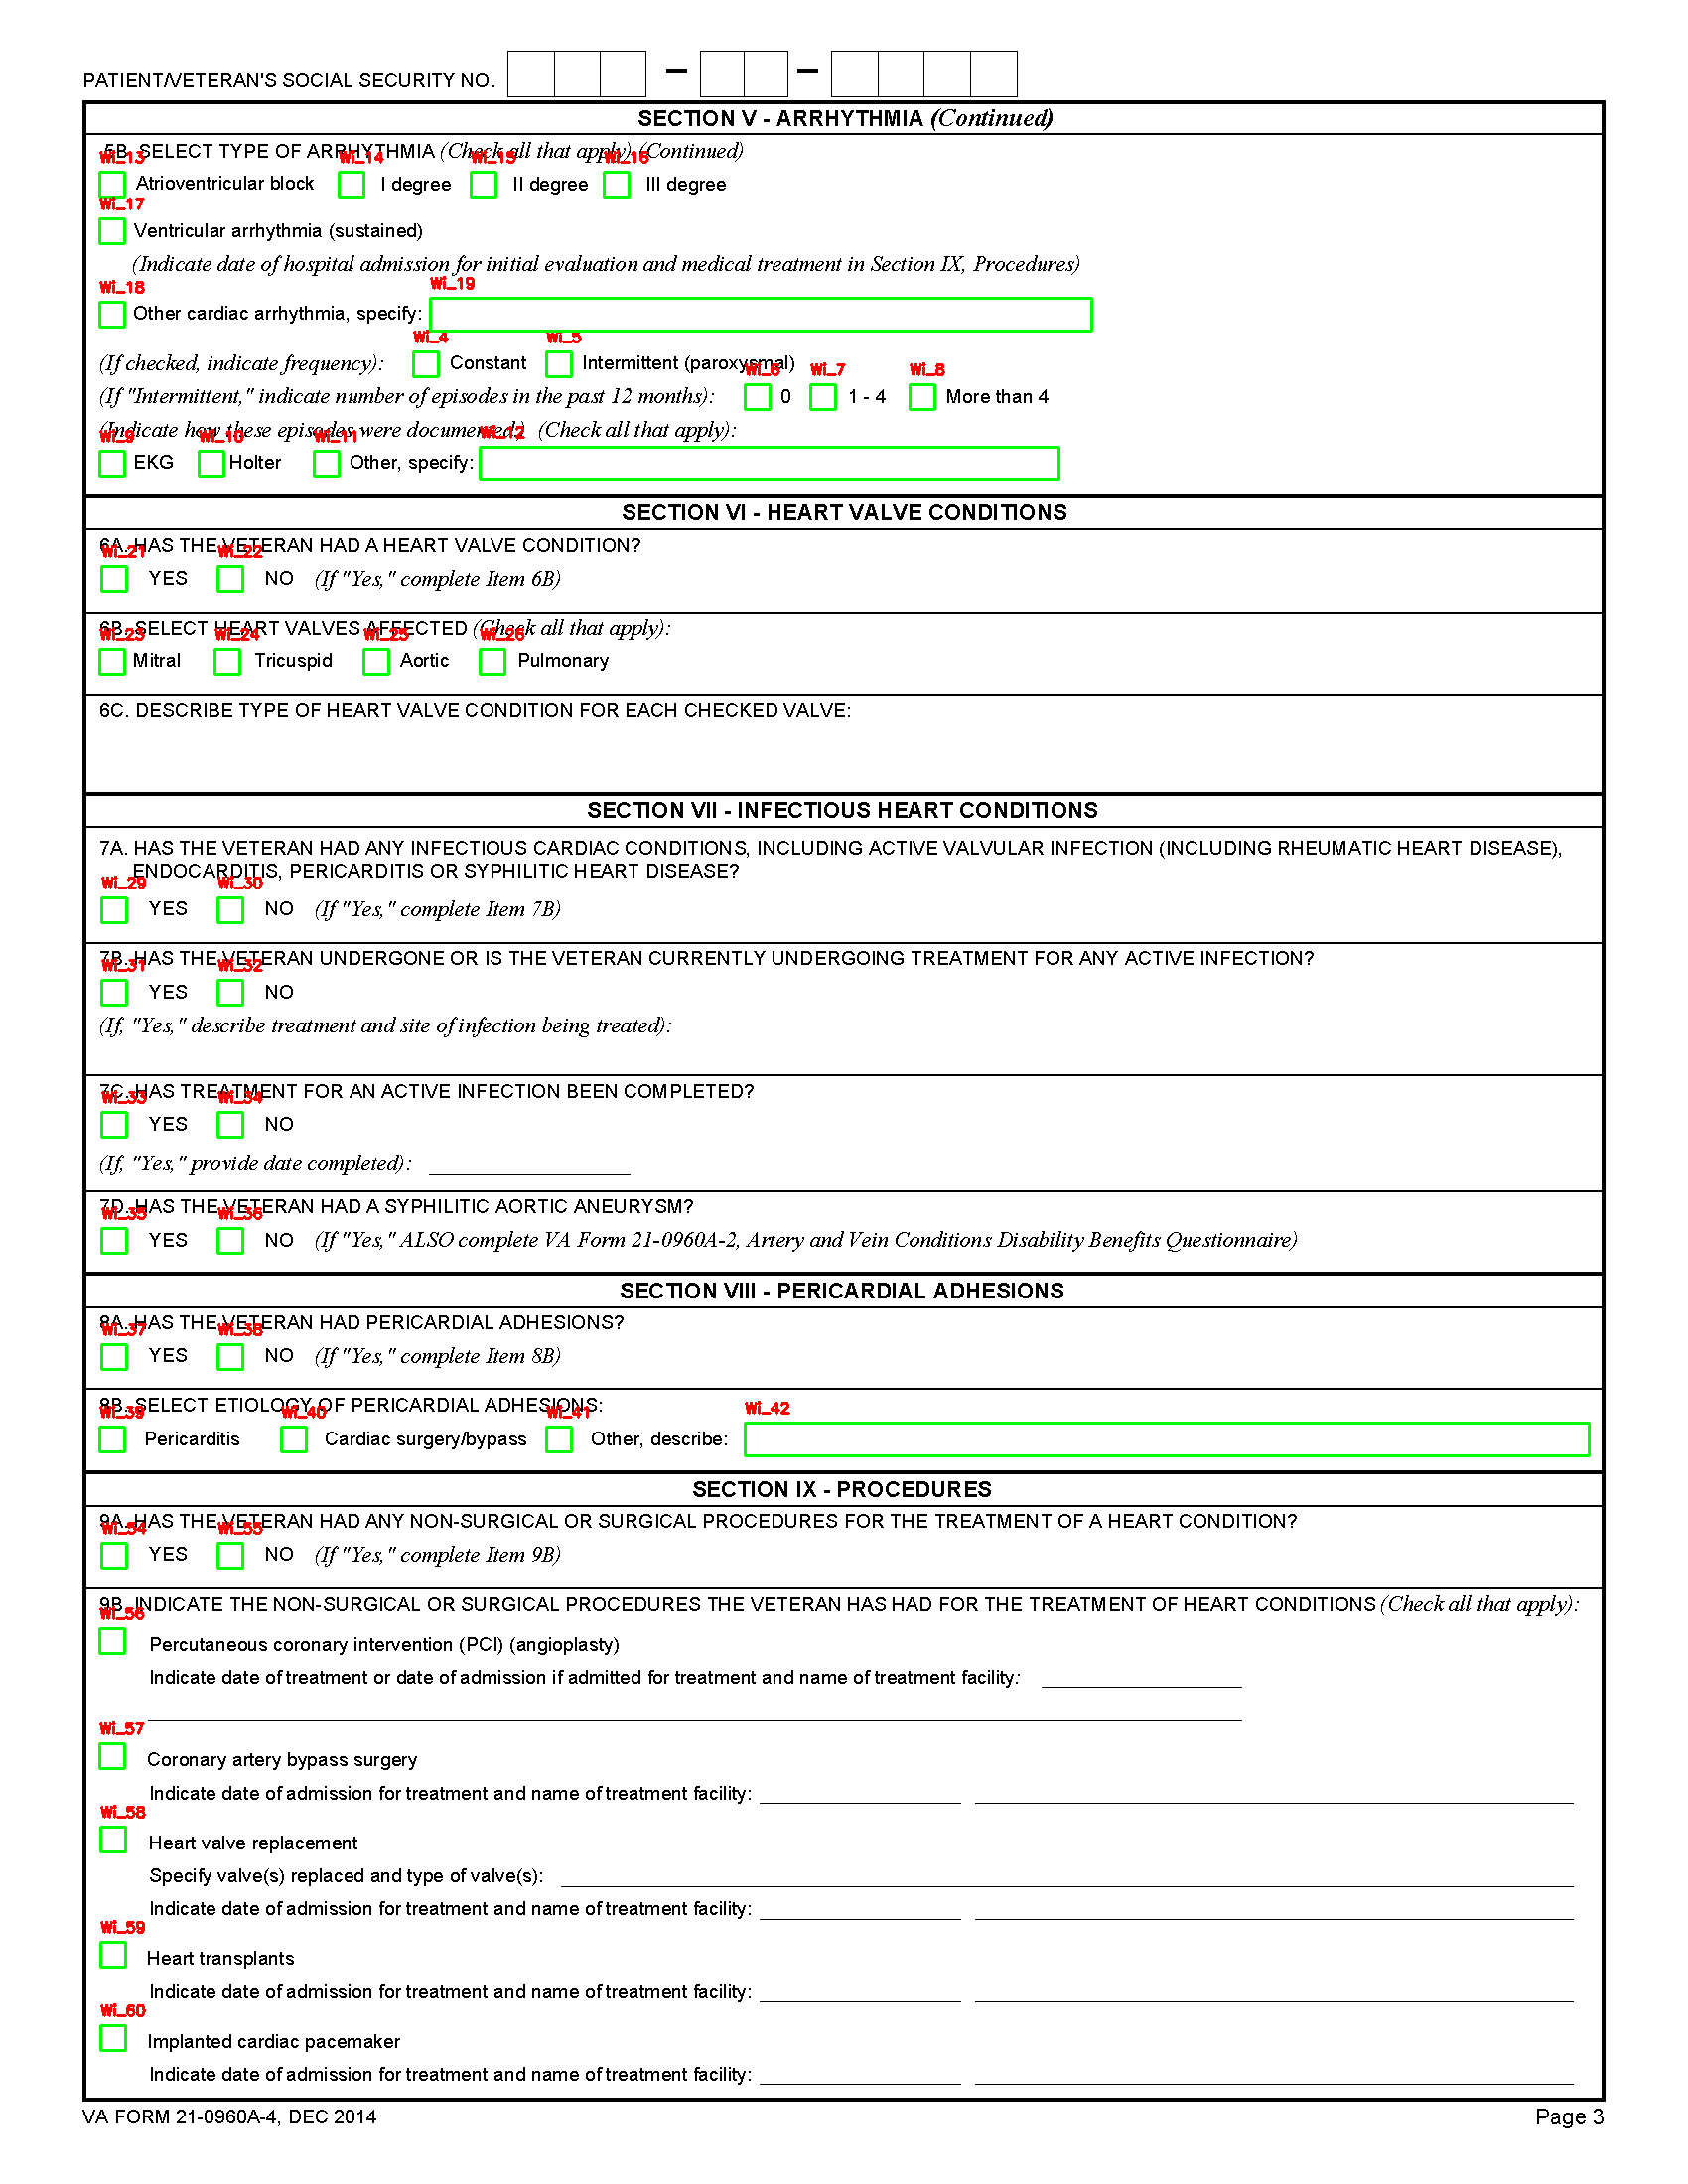 PATIENT/VETERAN'S SOCIAL SECURITY NO. – –
SECTION V - ARRHYTHMIA (Continued)
5B. SELECT TYPE OF ARRHYTHMIA (Check all that apply) (Continued)
Wi_13 Wi_14 Wi_15 Wi_16
Atrioventricular block I degree II degree III degree
Wi_17
Ventricular arrhythmia (sustained)
(Indicate date of hospital admission for initial evaluation and medical treatment in Section IX, Procedures)
Wi_18 Wi_19
Other cardiac arrhythmia, specify:
Wi_4 Wi_5
(If checked, indicate frequency): Constant Intermittent (paroxysmal)
Wi_6 Wi_7 Wi_8
(If "Intermittent," indicate number of episodes in the past 12 months): 0 1 - 4 More than 4
(Indicate how these episodes were documented) (Check all that apply):
Wi_9 Wi_10 Wi_11 Wi_12
EKG Holter Other, specify:
SECTION VI - HEART VALVE CONDITIONS
6A. HAS THE VETERAN HAD A HEART VALVE CONDITION?
Wi_21 Wi_22
YES NO (If "Yes," complete Item 6B)
6B. SELECT HEART VALVES AFFECTED (Check all that apply):
Wi_23 Wi_24 Wi_25 Wi_26
Mitral Tricuspid Aortic Pulmonary
6C. DESCRIBE TYPE OF HEART VALVE CONDITION FOR EACH CHECKED VALVE:
SECTION VII - INFECTIOUS HEART CONDITIONS
7A. HAS THE VETERAN HAD ANY INFECTIOUS CARDIAC CONDITIONS, INCLUDING ACTIVE VALVULAR INFECTION (INCLUDING RHEUMATIC HEART DISEASE),
ENDOCARDITIS, PERICARDITIS OR SYPHILITIC HEART DISEASE?
Wi_29 Wi_30
YES NO (If "Yes," complete Item 7B)
7B. HAS THE VETERAN UNDERGONE OR IS THE VETERAN CURRENTLY UNDERGOING TREATMENT FOR ANY ACTIVE INFECTION?
Wi_31 Wi_32
YES NO
(If, "Yes," describe treatment and site of infection being treated):
7C. HAS TREATMENT FOR AN ACTIVE INFECTION BEEN COMPLETED?
Wi_33 Wi_34
YES NO
(If, "Yes," provide date completed):
7D. HAS THE VETERAN HAD A SYPHILITIC AORTIC ANEURYSM?
Wi_35 Wi_36
YES NO (If "Yes," ALSO complete VA Form 21-0960A-2, Artery and Vein Conditions Disability Benefits Questionnaire)
SECTION VIII - PERICARDIAL ADHESIONS
8A. HAS THE VETERAN HAD PERICARDIAL ADHESIONS?
Wi_37 Wi_38
YES NO (If "Yes," complete Item 8B)
8B. SELECT ETIOLOGY OF PERICARDIAL ADHESIONS:
Wi_39 Wi_40 Wi_41 Wi_42
Pericarditis Cardiac surgery/bypass Other, describe:
SECTION IX - PROCEDURES
9A. HAS THE VETERAN HAD ANY NON-SURGICAL OR SURGICAL PROCEDURES FOR THE TREATMENT OF A HEART CONDITION?
Wi_54 Wi_55
YES NO (If "Yes," complete Item 9B)
9B. INDICATE THE NON-SURGICAL OR SURGICAL PROCEDURES THE VETERAN HAS HAD FOR THE TREATMENT OF HEART CONDITIONS (Check all that apply):
Wi_56
Percutaneous coronary intervention (PCI) (angioplasty)
Indicate date of treatment or date of admission if admitted for treatment and name of treatment facility:
Wi_57
Coronary artery bypass surgery
Indicate date of admission for treatment and name of treatment facility:
Wi_58
Heart valve replacement
Specify valve(s) replaced and type of valve(s):
Indicate date of admission for treatment and name of treatment facility:
Wi_59
Heart transplants
Indicate date of admission for treatment and name of treatment facility:
Wi_60
Implanted cardiac pacemaker
Indicate date of admission for treatment and name of treatment facility:
VA FORM 21-0960A-4, DEC 2014 Page 3